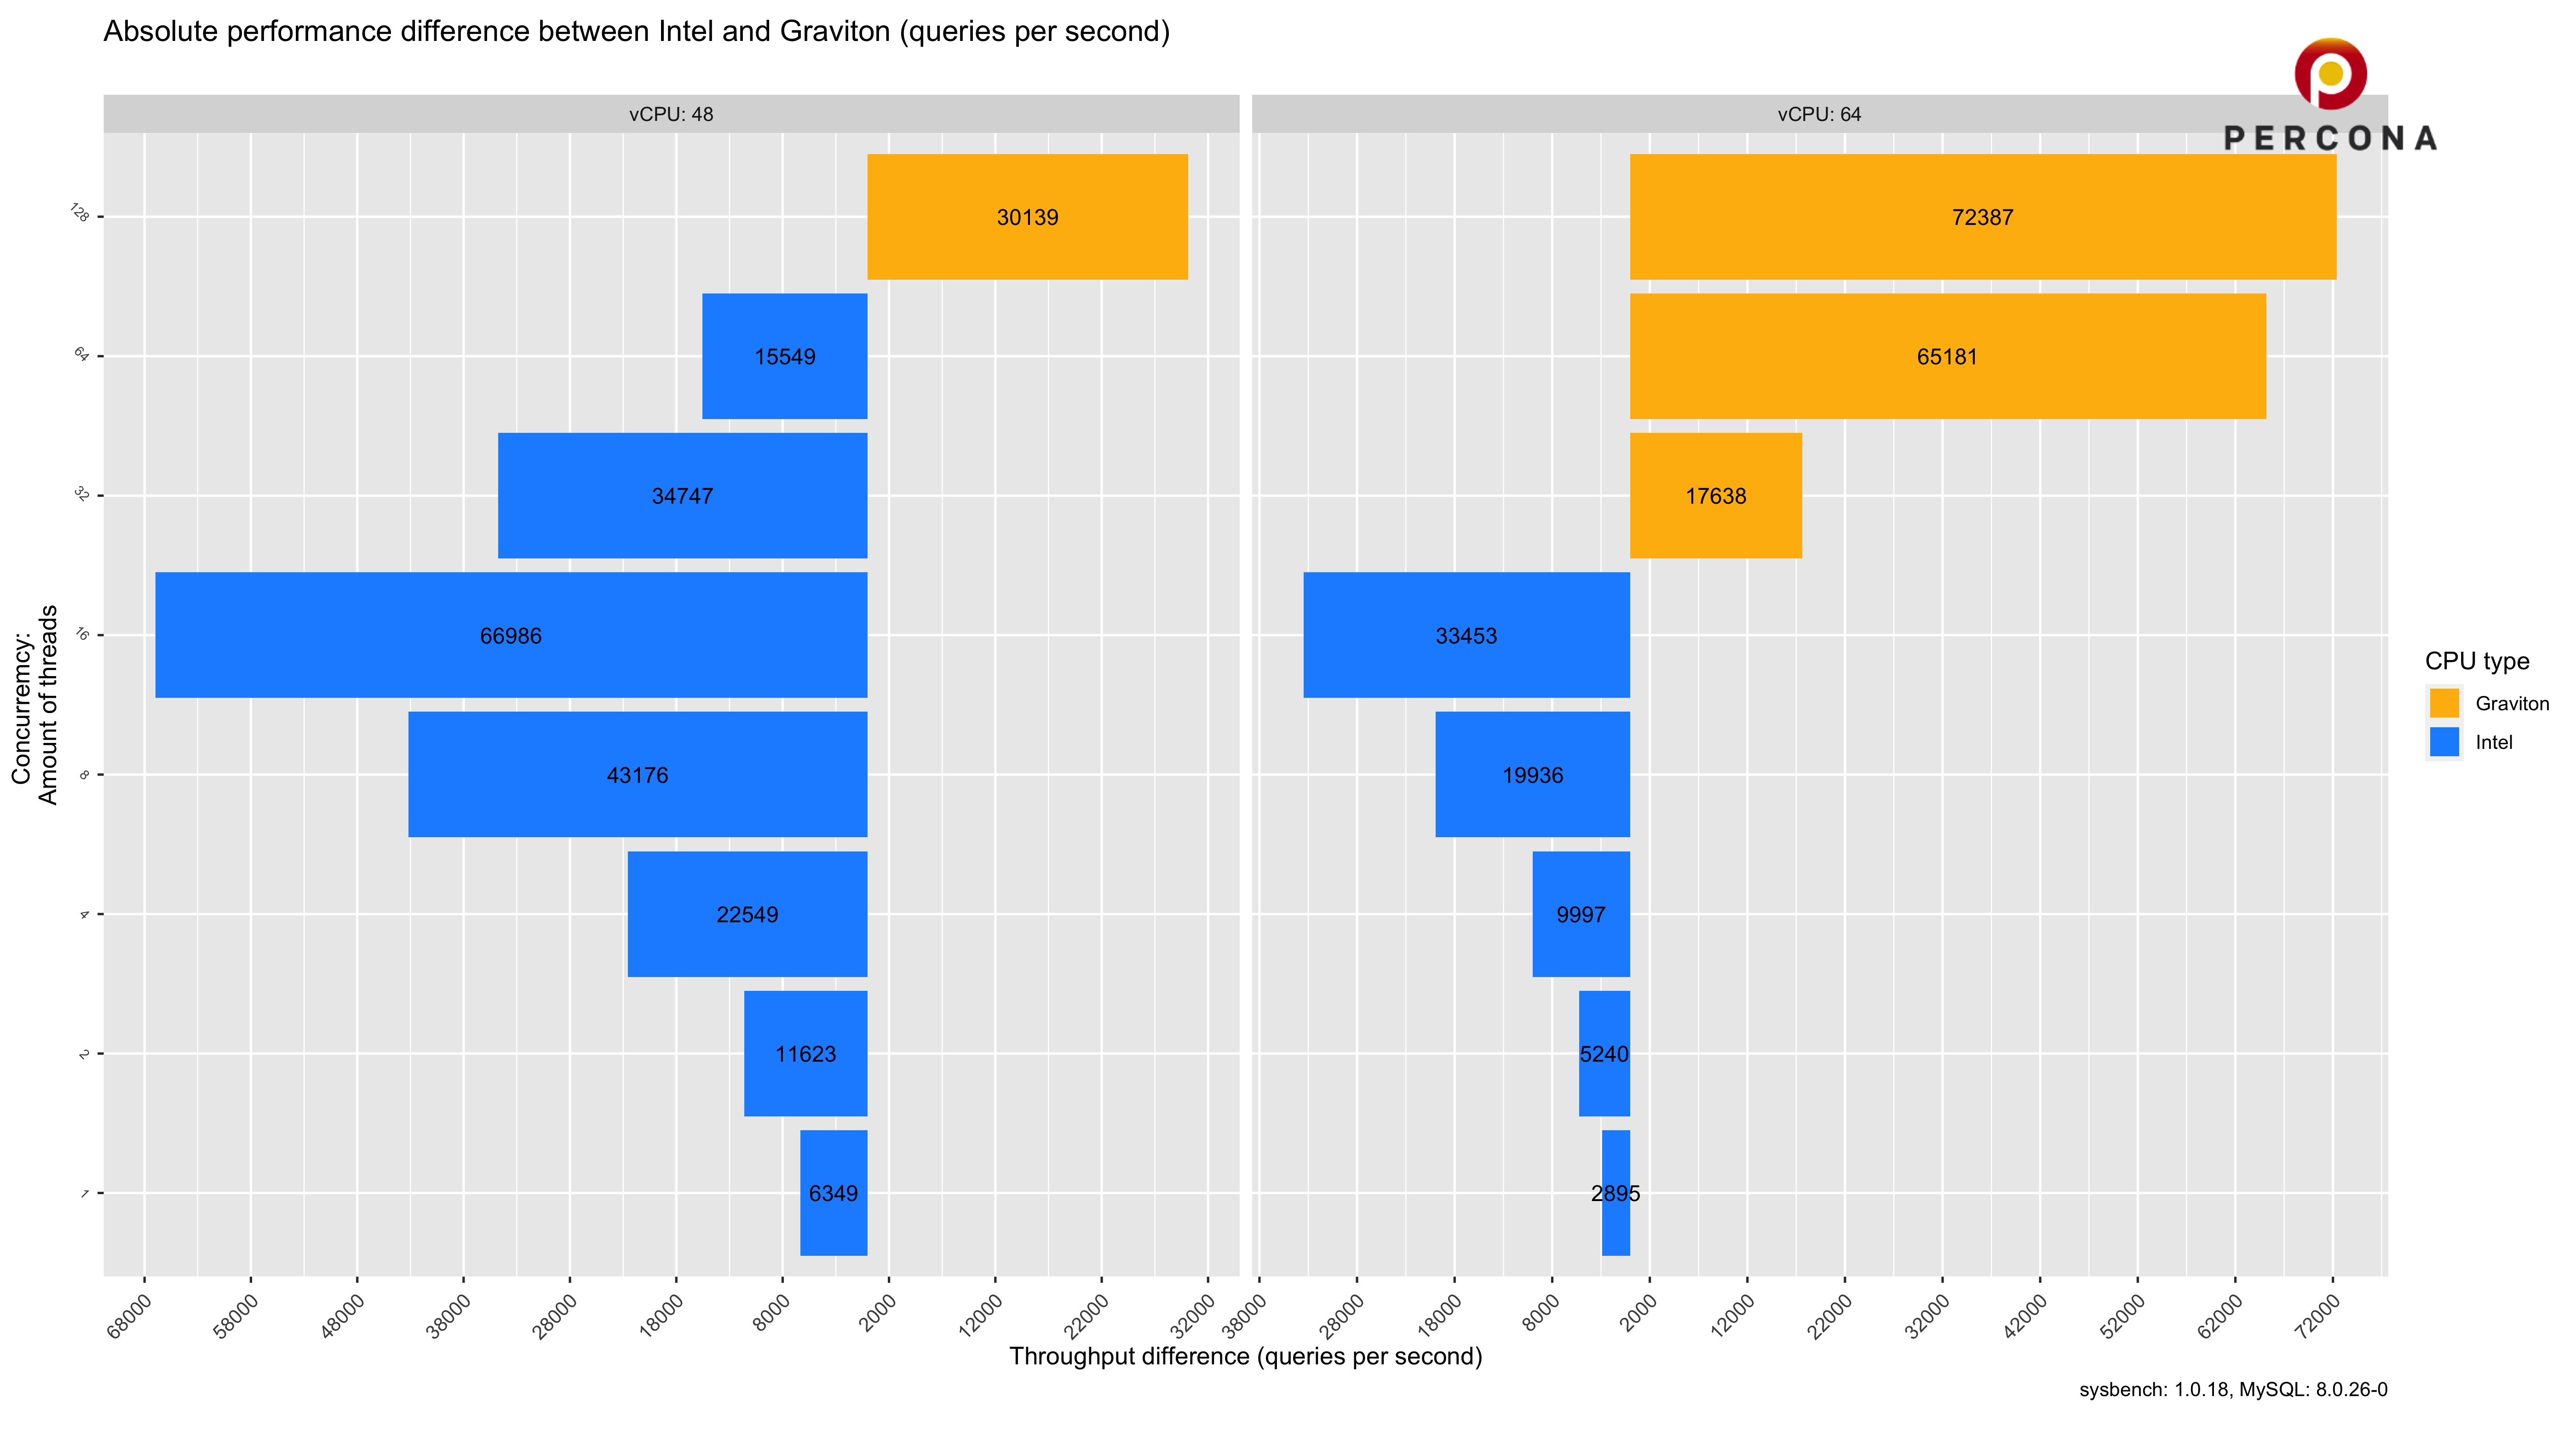 Absolute performance difference between Intel and Graviton (queries per second)
PERCONA
vCPU: 48
vCPU: 64
128
30139
72387
64
15549
65181
32
34747
17638
16
66986
33453
8
43176
19936
4
22549
9997
2
11623
5240
1
6349
2895
Concurremcy:
Amount of threads
CPU type
Graviton
Intel
68000 58000 48000 38000 28000 18000 8000 2000 12000 22000 32000
38000 28000 18000 8000 2000 12000 22000 32000 42000 52000 62000 72000
Throughput difference (queries per second)
sysbench: 1.0.18, MySQL: 8.0.26-0